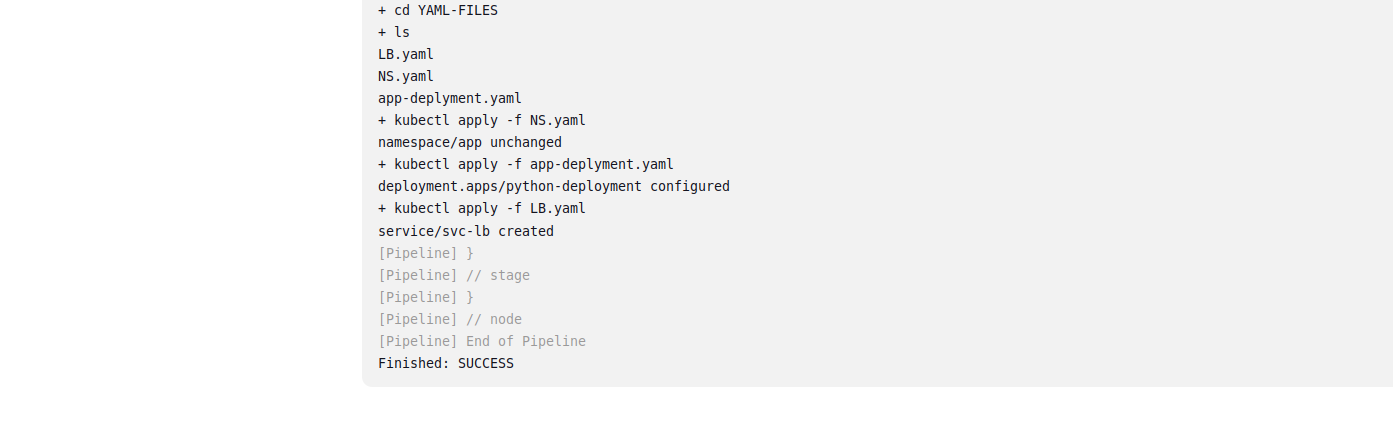 + cd YAML-FILES
+ ls
LB.yaml
NS.yaml
app-deplyment.yaml
+ kubectl apply -f NS.yaml
namespace/app unchanged
+ kubectl apply -f app-deplyment.yaml
deployment.apps/python-deployment configured
+ kubectl apply -f LB.yaml
service/svc-lb created
[Pipeline] }
[Pipeline] // stage
[Pipeline] }
[Pipeline] // node
[Pipeline] End of Pipeline
Finished: SUCCESS